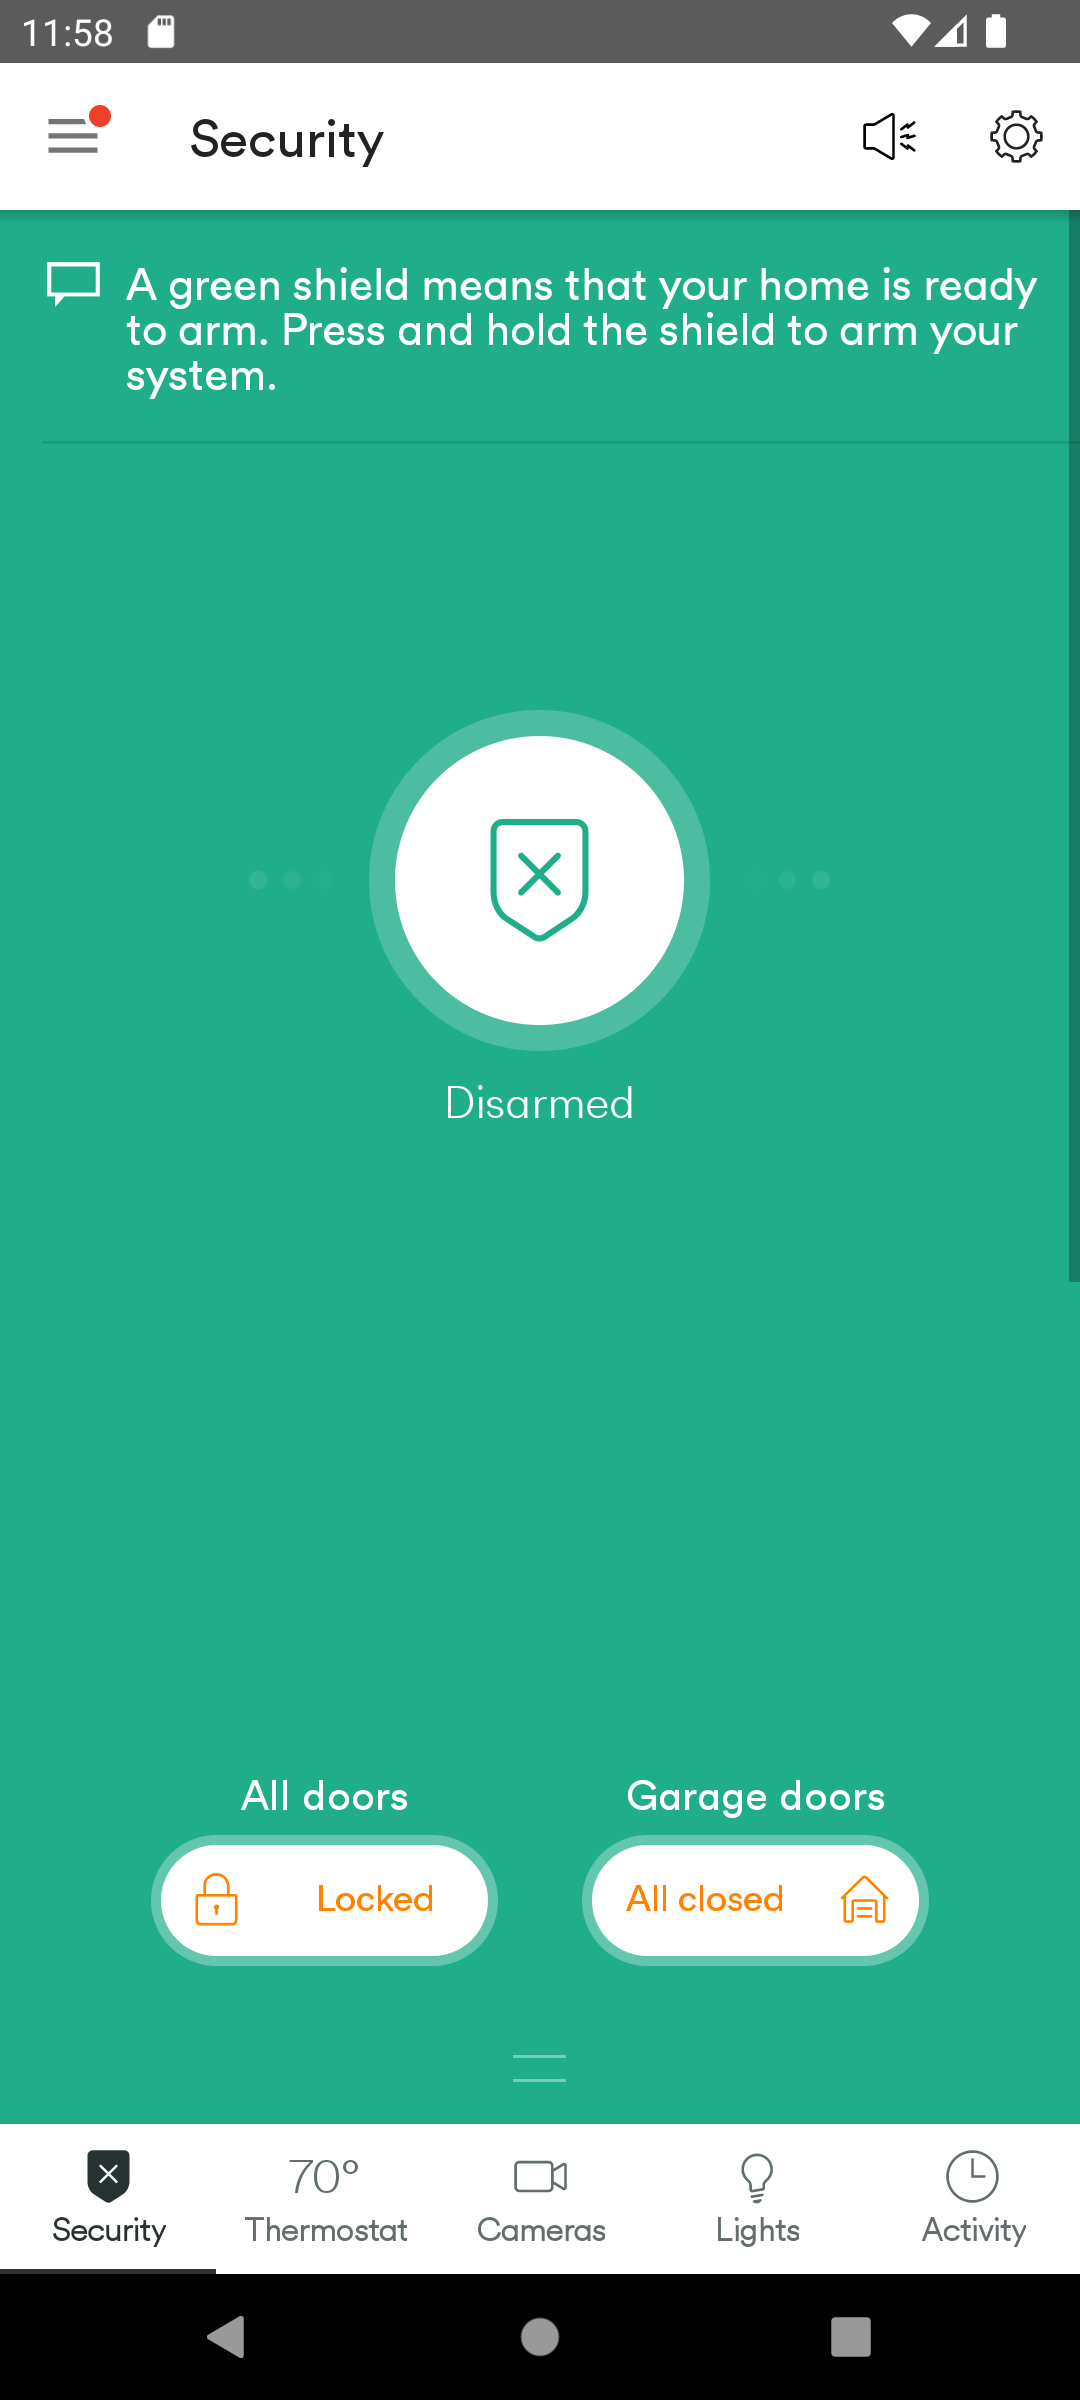 11:58
Security
A green shield means that your home is ready
to arm. Press and hold the shield to arm your
system.
Disarmed
All doors
Garage doors
Locked
All closed
70°
Security
Thermostat
Cameras
Lights
Activity